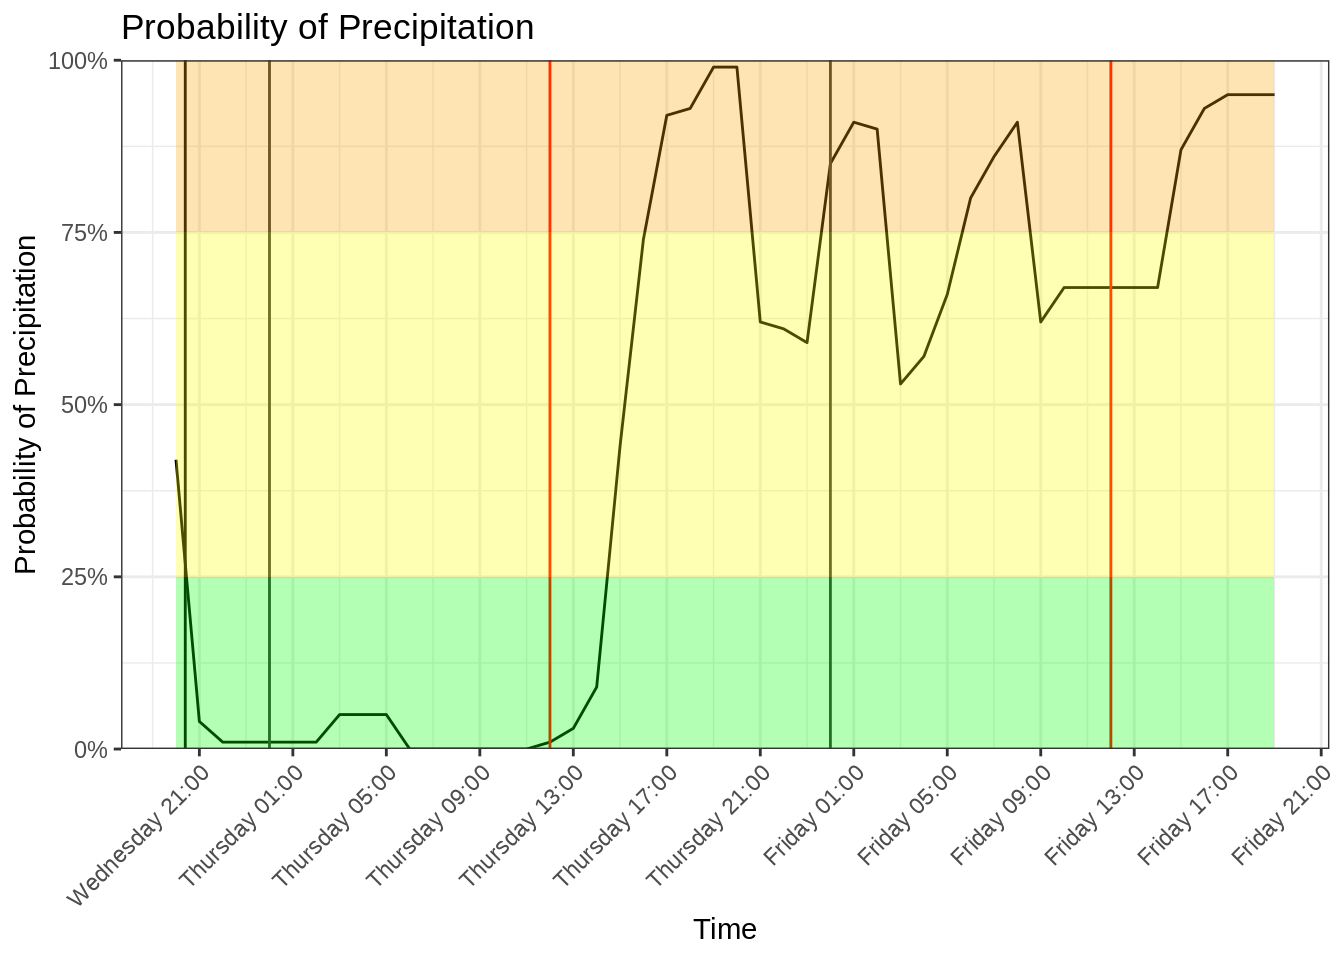 Probability of Precipitation
Probability of Precipitation
100%
75%
50%
25%
0%
Wednesday 21:00
Thursday 01:00
Thursday 05:00
Thursday 09:00
Thursday 13:00
Thursday 17:00
Thursday 21:00
Friday 01:00
Friday 05:00
Friday 09:00
Friday 13:00
Friday 17:00
Friday 21:00
Time